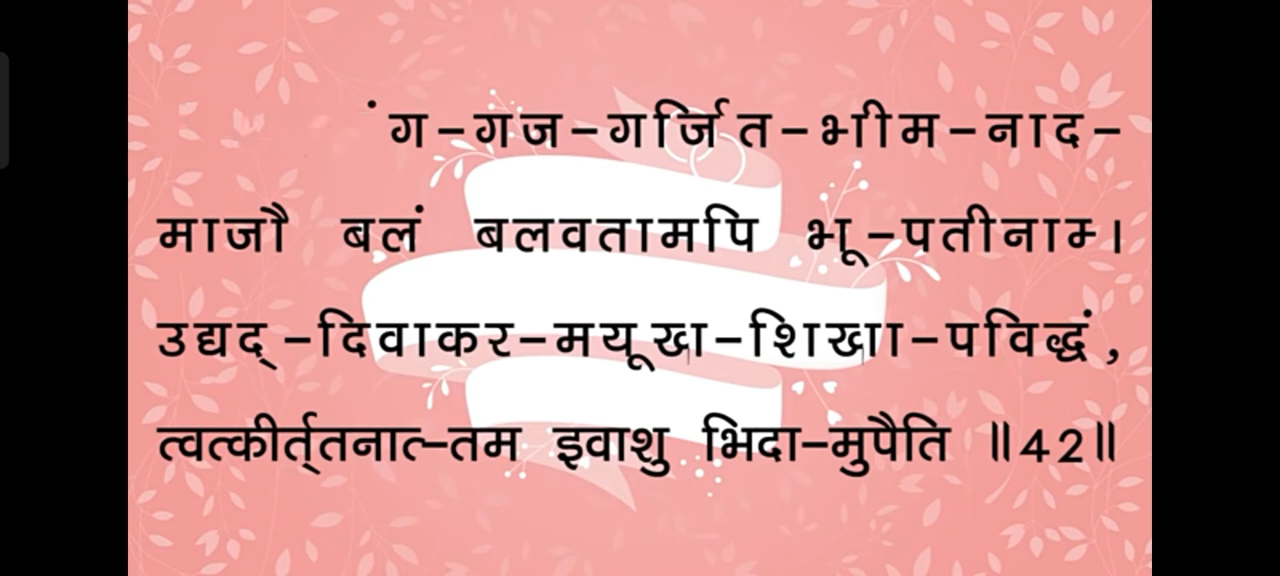 ंग-गज-गर्जित-भीम-नाद-
माजौ बलं बलवतामपि भू-पतीनाम।
उद्यद्-दिवाकर-मयूखा-शिखा-पविद्धं,
त्वत्कीर्त्तनात्-तम इवाशु भिदा-मुपैति ॥42॥